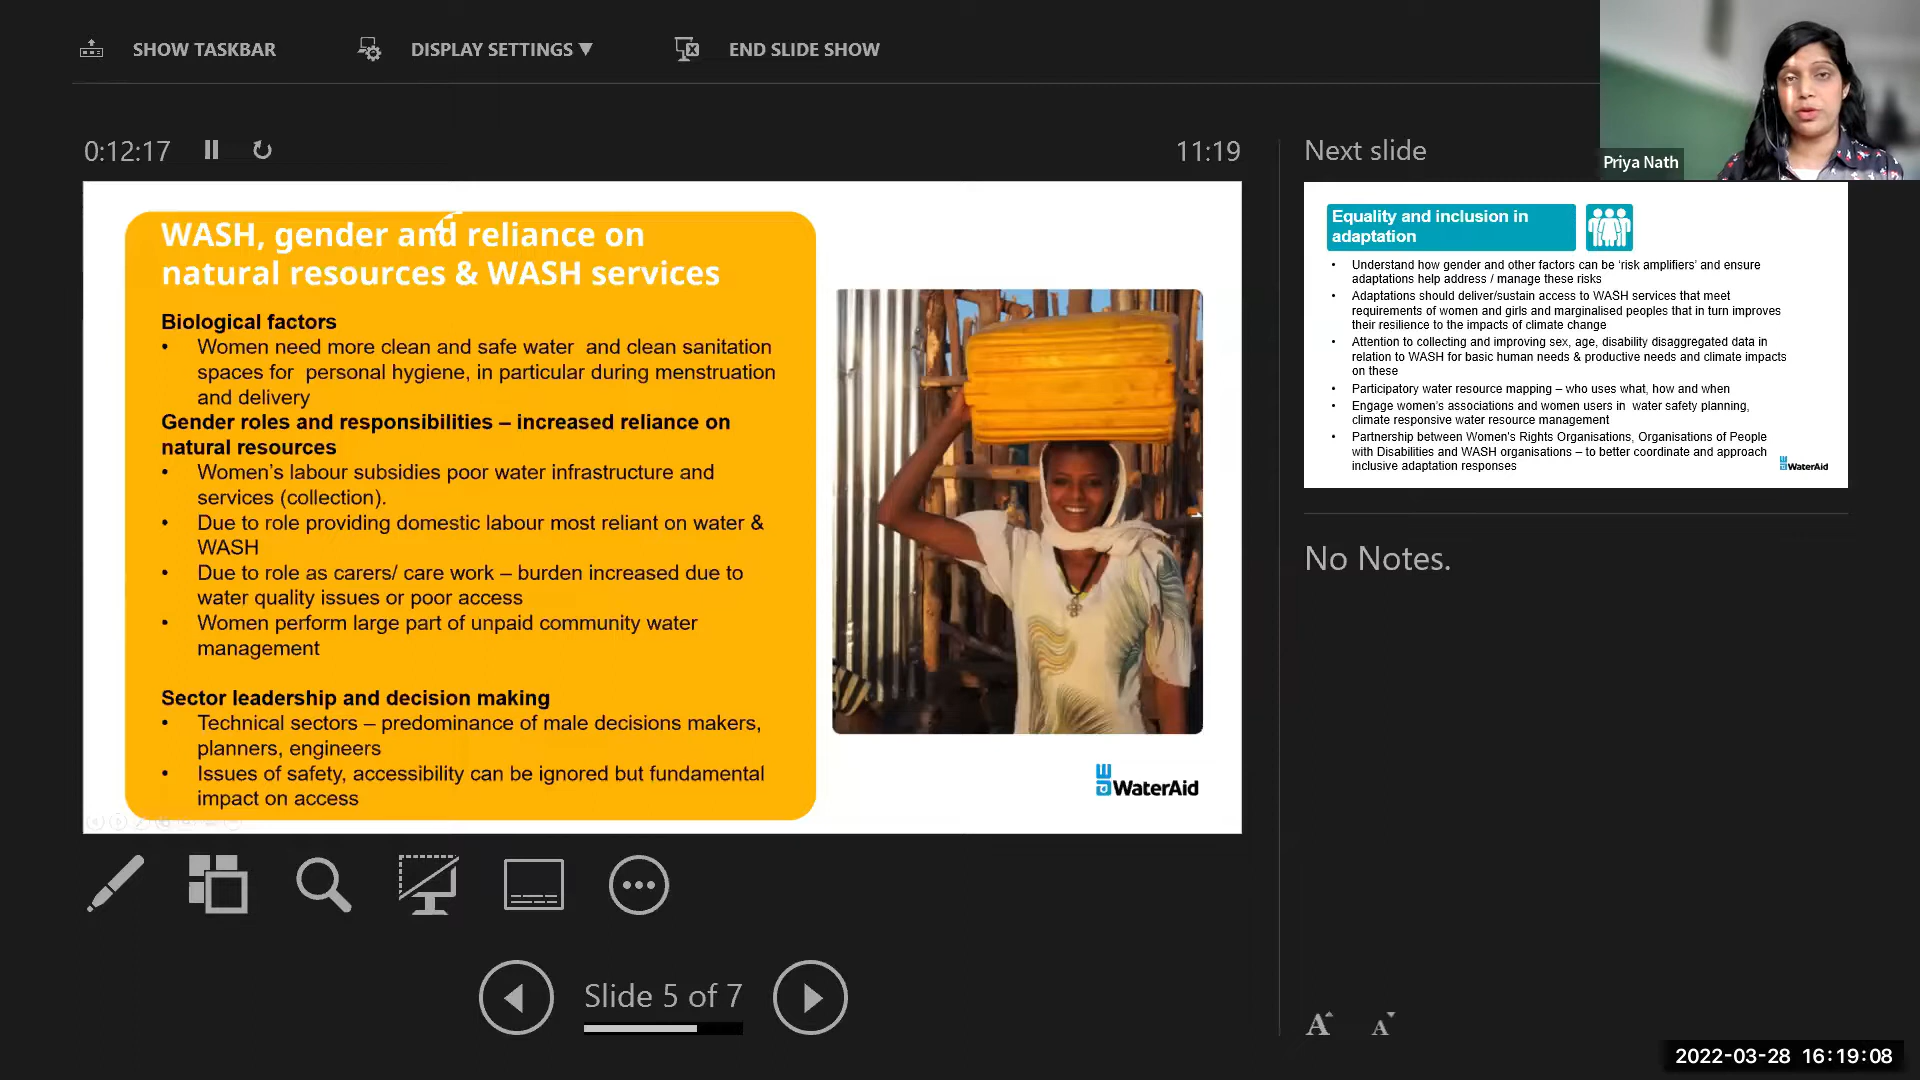 SHOW TASKBAR
DISPLAY SETTINGS ▼
END SLIDE SHOW
0:12:17
11:19
Next slide
Priya Nath
WASH, gender and reliance on
natural resources & WASH services
Biological factors
• Women need more clean and safe water  and clean sanitation
spaces for  personal hygiene, in particular during menstruation
and delivery
Gender roles and responsibilities – increased reliance on
natural resources
• Women's labour subsidies poor water infrastructure and
services (collection).
• Due to role providing domestic labour most reliant on water &
WASH
• Due to role as carers/ care work – burden increased due to
water quality issues or poor access
• Women perform large part of unpaid community water
management
Sector leadership and decision making
• Technical sectors – predominance of male decisions makers,
planners, engineers
• Issues of safety, accessibility can be ignored but fundamental
impact on access
WaterAid
Equality and inclusion in
adaptation
• Understand how gender and other factors can be 'risk amplifiers' and ensure
adaptations help address / manage these risks
• Adaptations should deliver/sustain access to WASH services that meet
requirements of women and girls and marginalised peoples that in turn improves
their resilience to the impacts of climate change
• Attention to collecting and improving sex, age, disability disaggregated data in
relation to WASH for basic human needs & productive needs and climate impacts
on these
• Participatory water resource mapping – who uses what, how and when
• Engage women's associations and women users in  water safety planning,
climate responsive water resource management
• Partnership between Women's Rights Organisations, Organisations of People
with Disabilities and WASH organisations – to better coordinate and approach
inclusive adaptation responses
WaterAid
No Notes.
Slide 5 of 7
A A
2022-03-28 16:19:08